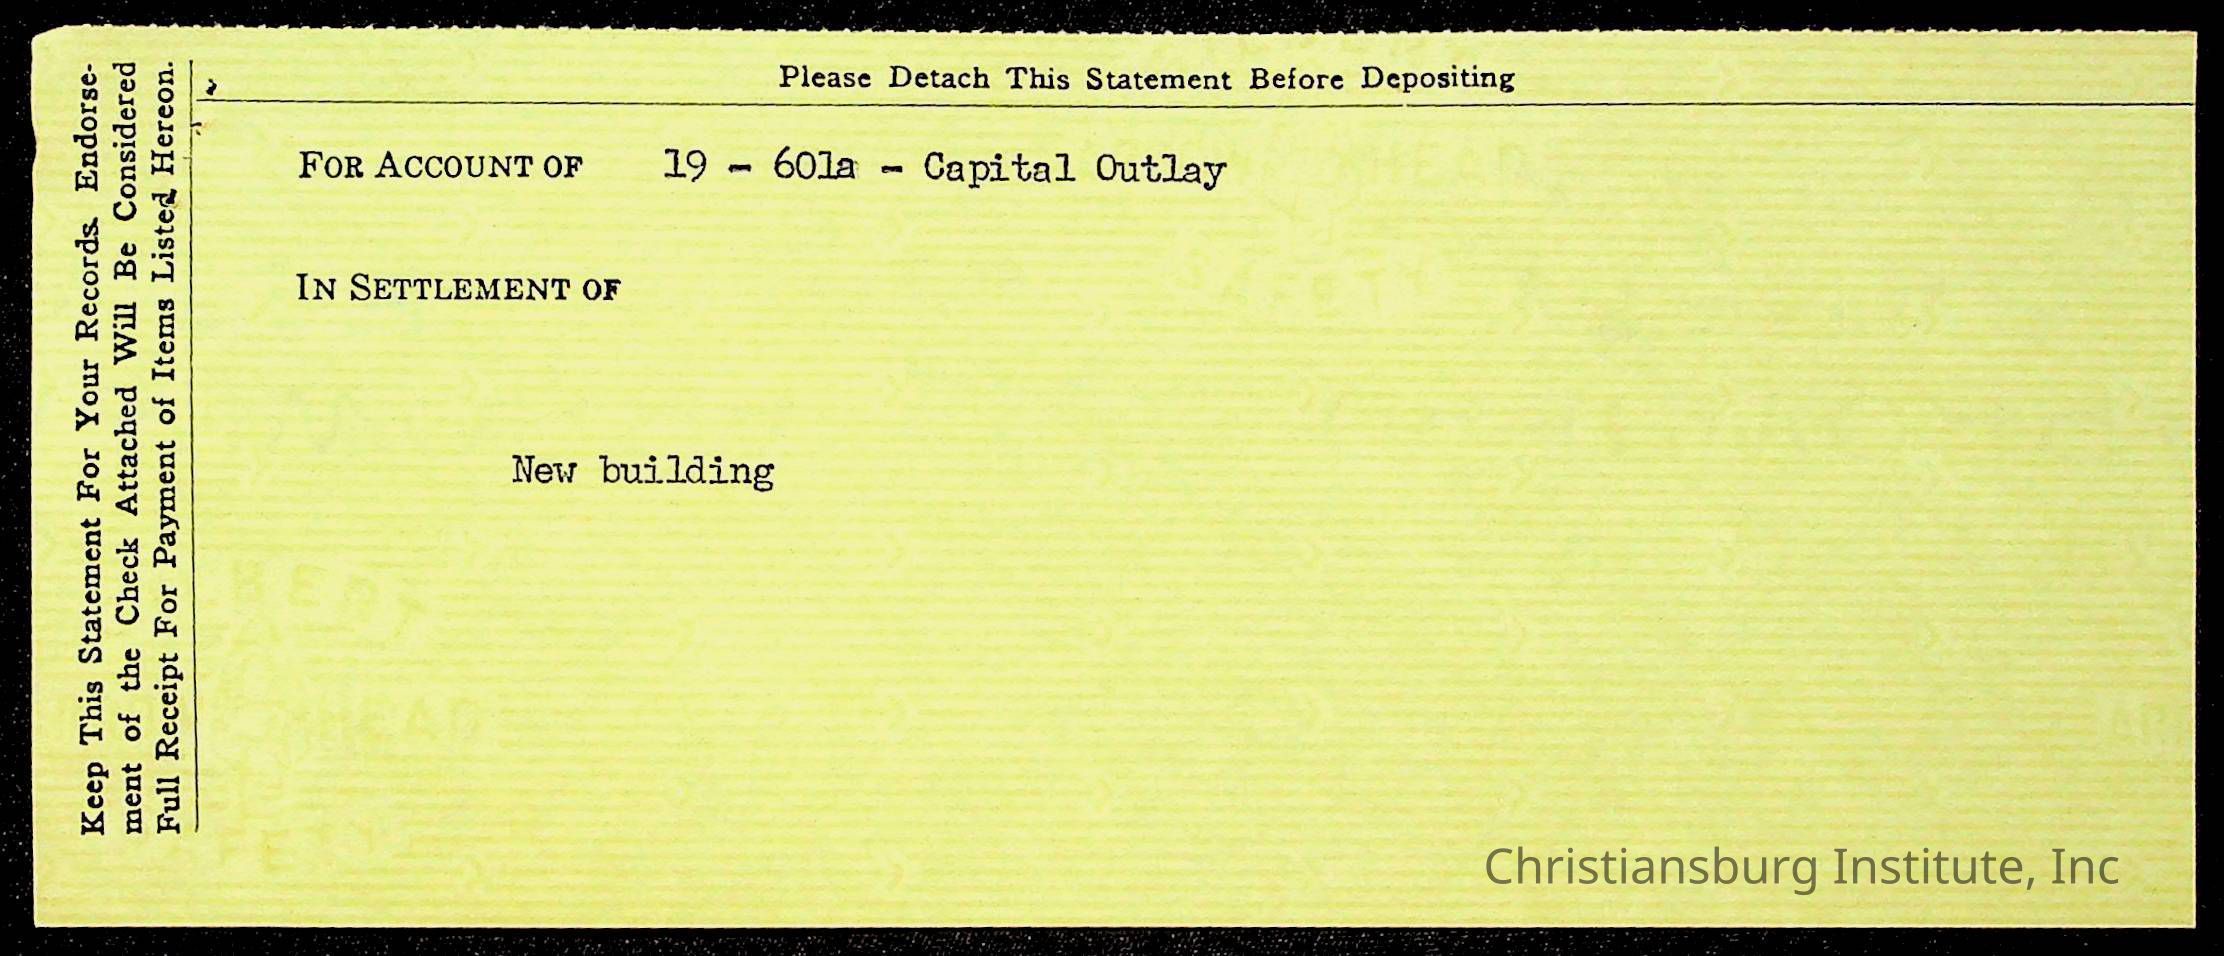 Please Detach This Statement Before Depositing
Keep This Statement For Your Records. Endorse-
ment of the Check Attached Will Be Considered
Full Receipt For Payment of Items Listed Hereon.
FOR ACCOUNT OF 19 - 601a - Capital Outlay
IN SETTLEMENT OF
New building
Christiansburg Institute, Inc